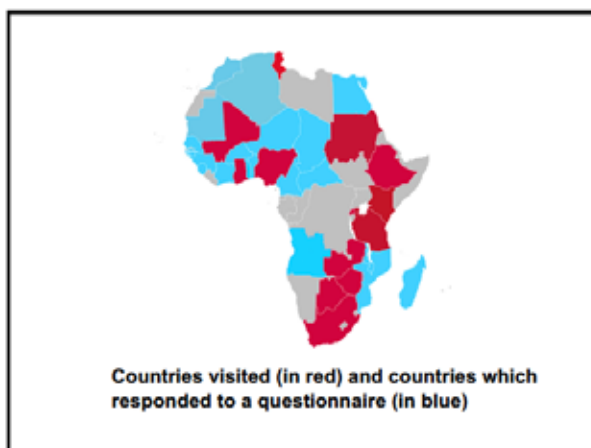 Countries visited (in red) and countries which
responded to a questionnaire (in blue)